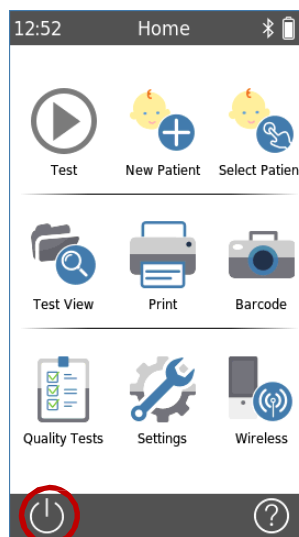 12:52 Home
Test New Patient Select Patien
Test View Print Barcode
Quality Tests Settings Wireless
?